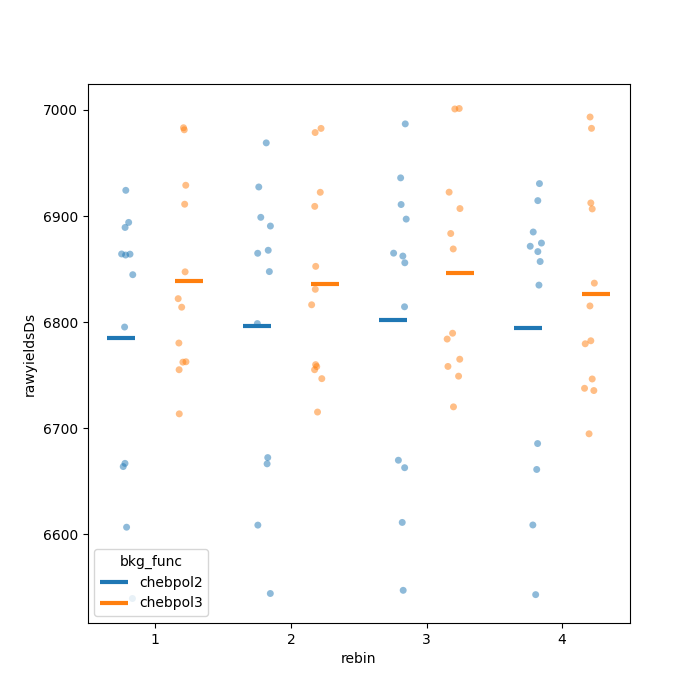 7000
6900
6800
6700
6600
rawyieldsDs
bkg_func
chebpol2
chebpol3
1 2 3 4
rebin